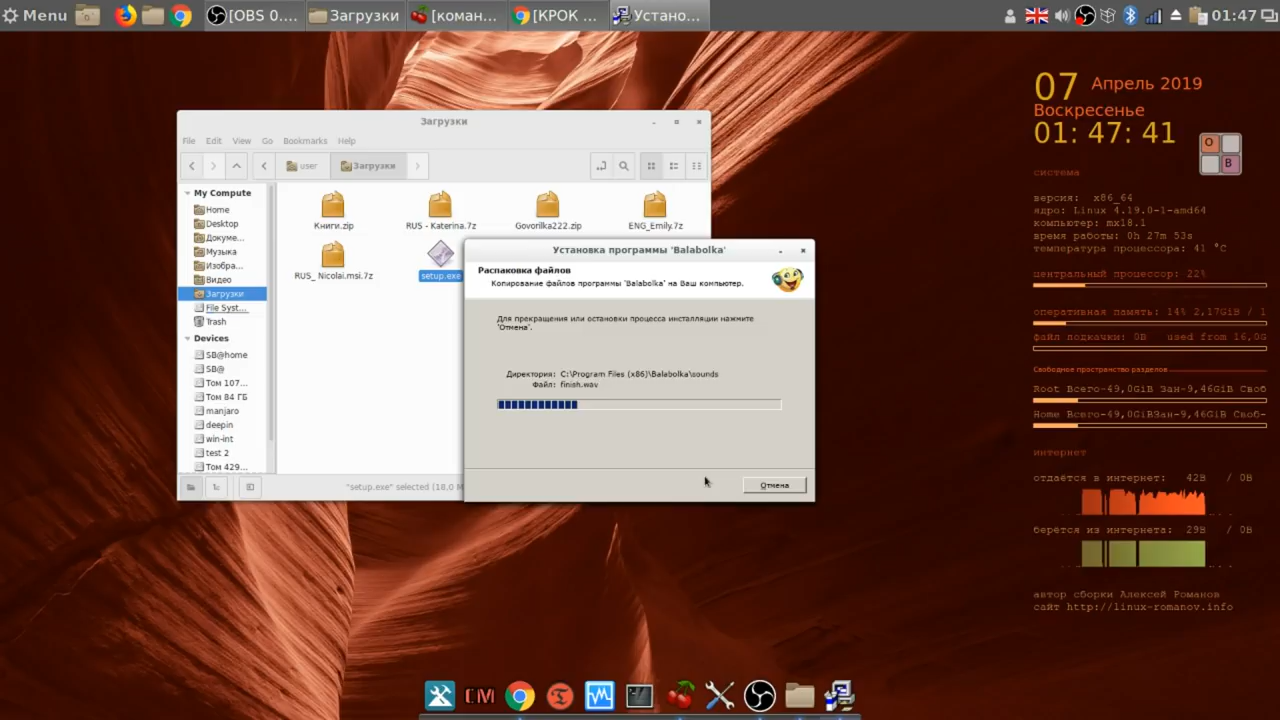 Menu
[OBS 0....
Загрузки
[коман...
[КРОК ...
Устано...
01:47
07 Апрель 2019
Воскресенье
01: 47: 41
O
B
система
версия: x86_64
ядро: Linux 4.19.0-1-amd64
компьютер: mx18.1
время работы: 0h 27m 53s
температура процессора: 41 °C
центральный процессор: 22%
оперативная память: 14% 2,17GiB / 1
файл подкачки: 0B used from 16,0G
Свободное пространство разделов
Root Всего-49,0GiB Зан-9,46GiB Своб
Home Всего-49,0GiBЗан-9,46GiB Своб-
интернет
отдаётся в интернет: 42B / 0B
берётся из интернета: 29B / 0B
автор сборки Алексей Романов
сайт http://linux-romanov.info
Загрузки
File Edit View Go Bookmarks Help
user
Загрузки
My Compute
Home
Desktop
Докуме...
Музыка
Изобра...
Видео
Загрузки
File Syst...
Trash
Devices
SB@home
SB@
Том 107...
Том 84 ГБ
manjaro
deepin
win-int
test 2
Том 429...
Книги.zip
RUS - Katerina.7z
Govorilka222.zip
ENG_Emily.7z
RUS_ Nicolai.msi.7z
setup.exe
"setup.exe" selected (18,0 M
Установка программы 'Balabolka'
Распаковка файлов
Копирование файлов программы 'Balabolka' на Ваш компьютер.
Для прекращения или остановки процесса инсталляции нажмите
'Отмена'.
Директория: C:\Program Files (x86)\Balabolka\sounds
Файл: finish.wav
Отмена
CM